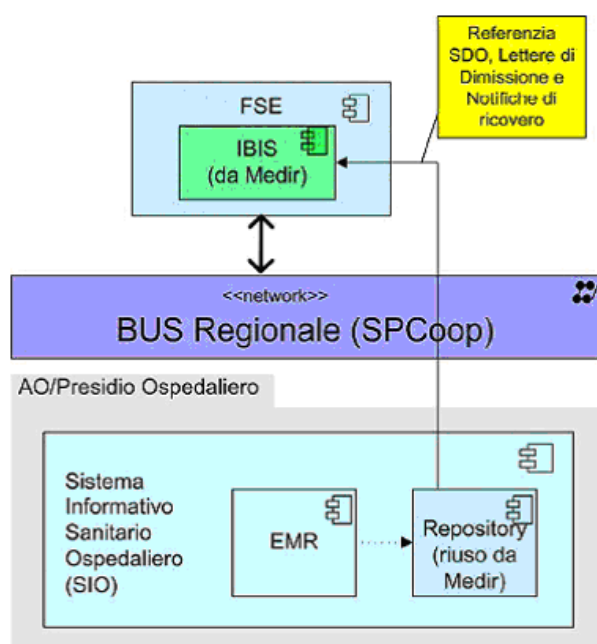 Referenzia
SDO, Lettere di
Dimissione e
Notifiche di
ricovero
FSE
IBIS
(da Medir)
<<network>>
BUS Regionale (SPCoop)
AO/Presidio Ospedaliero
Sistema
Informativo
Sanitario
Ospedaliero
(SIO)
EMR
Repository
(riuso da
Medir)